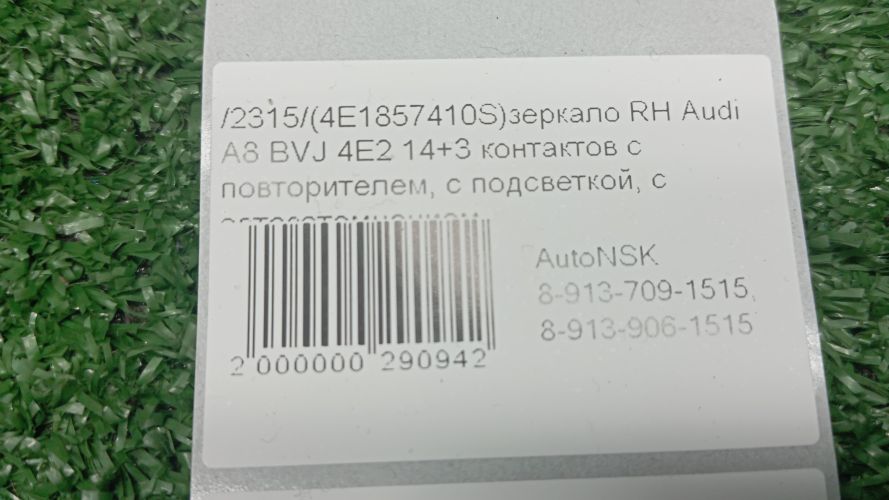 /2315/(4E1857410S)зеркало RH Audi
A8 BVJ 4E2 14+3 контактов с
повторителем, с подсветкой, с
AutoNSK
8-913-709-1515,
8-913-906-1515
2 000000 290942